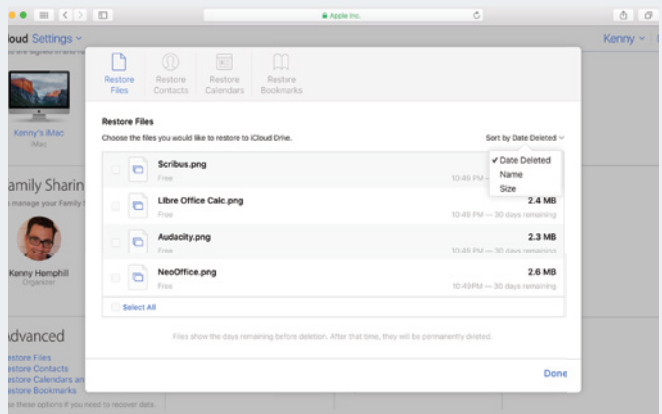 Apple Inc.
oud Settings
Kenny
Restore Files
Restore Contacts
Restore Calendars
Restore Bookmarks
Kenny's iMac
iMac
Restore Files
Choose the files you would like to restore to iCloud Drive.
Sort by Date Deleted
✓ Date Deleted
Name
Size
Scribus.png
Free
10:49 PM —
LIbre Office Calc.png
2.4 MB
Free
10:49 PM — 30 days remaining
Audacity.png
2.3 MB
Free
10:49 PM — 30 days remaining
NeoOffice.png
2.6 MB
Free
10:49 PM — 30 days remaining
Select All
Files show the days remaining before deletion. After that time, they will be permanently deleted.
Done
amily Sharin
manage your Family
Kenny Hemphill
Organizer
dvanced
estore Files
estore Contacts
estore Calendars an
estore Bookmarks
se these options if you need to recover data.